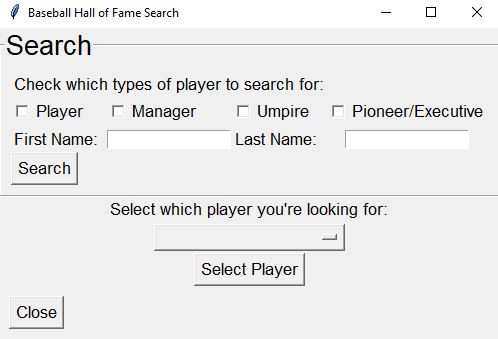 Baseball Hall of Fame Search
Search
Check which types of player to search for:
Player Manager Umpire Pioneer/Executive
First Name: Last Name:
Search
Select which player you're looking for:
Select Player
Close